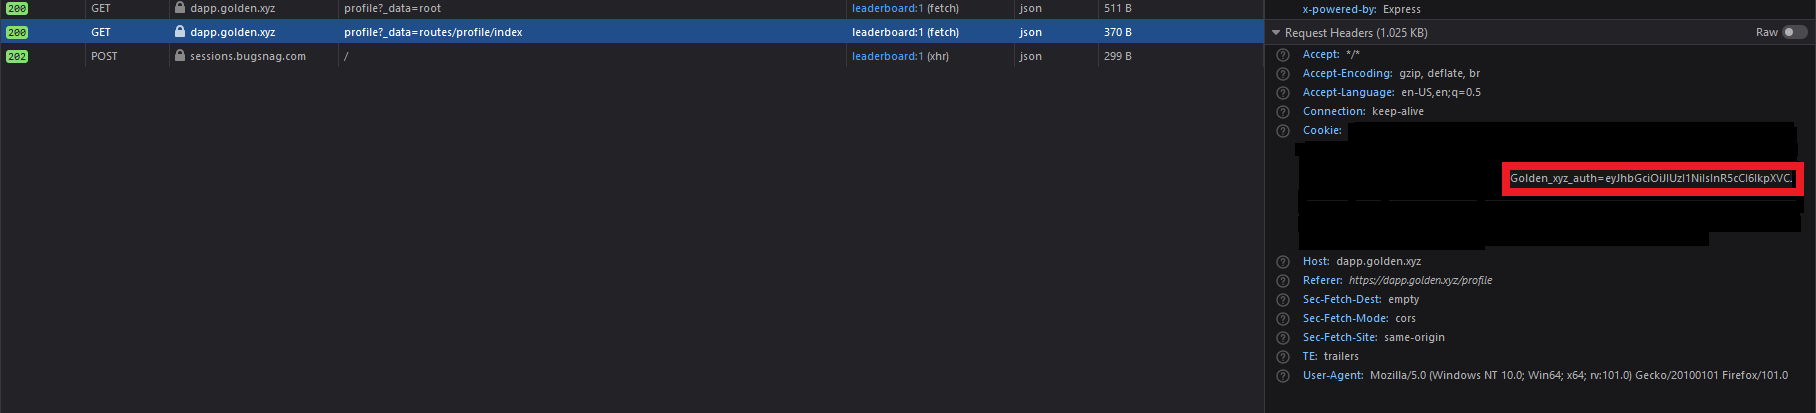 200 GET dapp.golden.xyz profile?_data=root leaderboard:1 (fetch) json 511 B
200 GET dapp.golden.xyz profile?_data=routes/profile/index leaderboard:1 (fetch) json 370 B
202 POST sessions.bugsnag.com / leaderboard:1 (xhr) json 299 B
x-powered-by: Express
Request Headers (1.025 KB) Raw
Accept: */*
Accept-Encoding: gzip, deflate, br
Accept-Language: en-US,en;q=0.5
Connection: keep-alive
Cookie:
Golden_xyz_auth=eyJhbGciOiJIUzI1NiIsInR5cCI6IkpXVCJ
Host: dapp.golden.xyz
Referer: https://dapp.golden.xyz/profile
Sec-Fetch-Dest: empty
Sec-Fetch-Mode: cors
Sec-Fetch-Site: same-origin
TE: trailers
User-Agent: Mozilla/5.0 (Windows NT 10.0; Win64; x64; rv:101.0) Gecko/20100101 Firefox/101.0